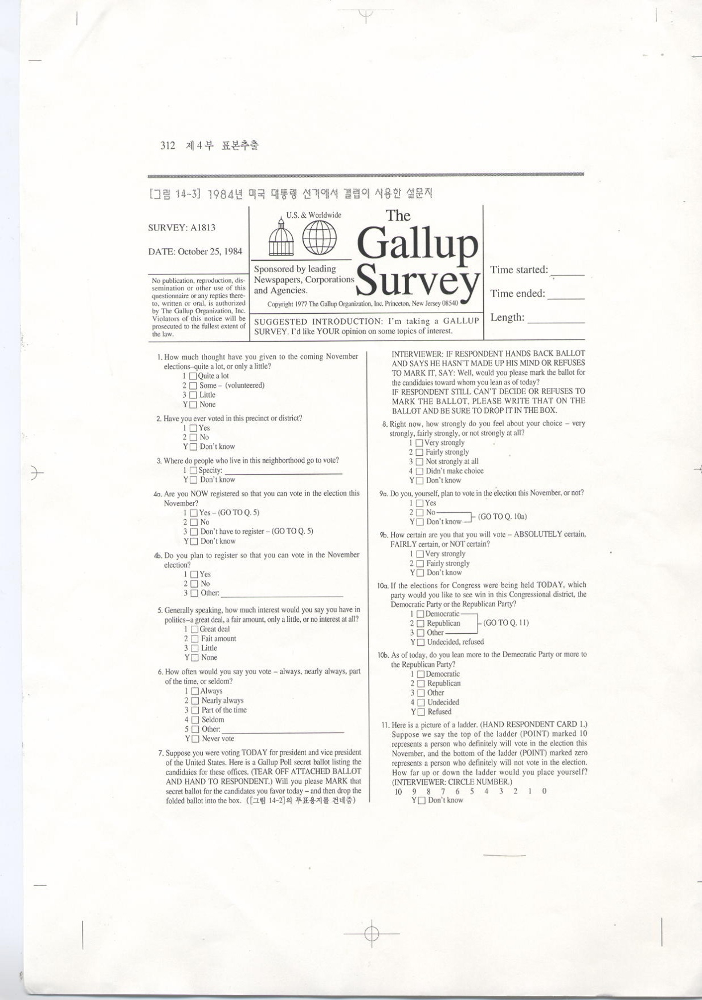 312 제 4 부 표본추출
[그림 14-3] 1984년 미국 대통령 선거에서 갤럽이 사용한 설문지
SURVEY: A1813
DATE: October 25, 1984
No publication, reproduction, dis-
semination or other use of this
questionnaire or any repties there-
to, written or oral, is authorized
by The Gallup Organization, Inc.
Violators of this notice will be
prosecuted to the fullest extent of
the law.
U.S. & Worldwide
The
Gallup
Survey
Sponsored by leading
Newspapers, Corporations
and Agencies.
Copyright 1977 The Gallup Organization, Inc. Princeton, New Jersey 08540
SUGGESTED INTRODUCTION: I'm taking a GALLUP
SURVEY. I'd like YOUR opinion on some topics of interest.
Time started:
Time ended:
Length:
1. How much thought have you given to the coming November
elections–quite a lot, or only a little?
1 □ Quite a lot
2 □ Some – (volunteered)
3 □ Little
Y □ None
2. Have you ever voted in this precinct or district?
1 □ Yes
2 □ No
Y □ Don't know
3. Where do people who live in this neighborhood go to vote?
1 □ Specity:
Y □ Don't know
4a. Are you NOW registered so that you can vote in the election this
November?
1 □ Yes – (GO TO Q. 5)
2 □ No
3 □ Don't have to register – (GO TO Q. 5)
Y □ Don't know
4b. Do you plan to register so that you can vote in the November
election?
1 □ Yes
2 □ No
3 □ Other:
5. Generally speaking, how much interest would you say you have in
politics–a great deal, a fair amount, only a little, or no interest at all?
1 □ Great deal
2 □ Fait amount
3 □ Little
Y □ None
6. How often would you say you vote – always, nearly always, part
of the time, or seldom?
1 □ Always
2 □ Nearly always
3 □ Part of the time
4 □ Seldom
5 □ Other:
Y □ Never vote
7. Suppose you were voting TODAY for president and vice president
of the United States. Here is a Gallup Poll secret ballot listing the
candidaies for these offices. (TEAR OFF ATTACHED BALLOT
AND HAND TO RESPONDENT.) Will you please MARK that
secret ballot for the candidates you favor today – and then drop the
folded ballot into the box. ([그림 14-2]의 투표용지를 건네줌)
INTERVIEWER: IF RESPONDENT HANDS BACK BALLOT
AND SAYS HE HASN'T MADE UP HIS MIND OR REFUSES
TO MARK IT, SAY: Well, would you please mark the ballot for
the candidaies toward whom you lean as of today?
IF RESPONDENT STILL CAN'T DECIDE OR REFUSES TO
MARK THE BALLOT, PLEASE WRITE THAT ON THE
BALLOT AND BE SURE TO DROP IT IN THE BOX.
8. Right now, how strongly do you feel about your choice – very
strongly, fairly strongly, or not strongly at all?
1 □ Very strongly
2 □ Fairly strongly
3 □ Not strongly at all
4 □ Didn't make choice
Y □ Don't know
9a. Do you, yourself, plan to vote in the election this November, or not?
1 □ Yes
2 □ No
Y □ Don't know (GO TO Q. 10a)
9b. How certain are you that you will vote – ABSOLUTELY certain,
FAIRLY certain, or NOT certain?
1 □ Very strongly
2 □ Fairly strongly
Y □ Don't know
10a. If the elections for Congress were being held TODAY, which
party would you like to see win in this Congressional district, the
Democratic Party or the Republican Party?
1 □ Democratic
2 □ Republican (GO TO Q. 11)
3 □ Other
Y □ Undecided, refused
10b. As of today, do you lean more to the Demecratic Party or more to
the Republican Party?
1 □ Democratic
2 □ Republican
3 □ Other
4 □ Undecided
Y □ Refused
11. Here is a picture of a ladder. (HAND RESPONDENT CARD 1.)
Suppose we say the top of the ladder (POINT) marked 10
represents a person who definitely will vote in the election this
November, and the bottom of the ladder (POINT) marked zero
represents a person who definitely will not vote in the election.
How far up or down the ladder would you place yourself?
(INTERVIEWER: CIRCLE NUMBER.)
10 9 8 7 6 5 4 3 2 1 0
Y □ Don't know